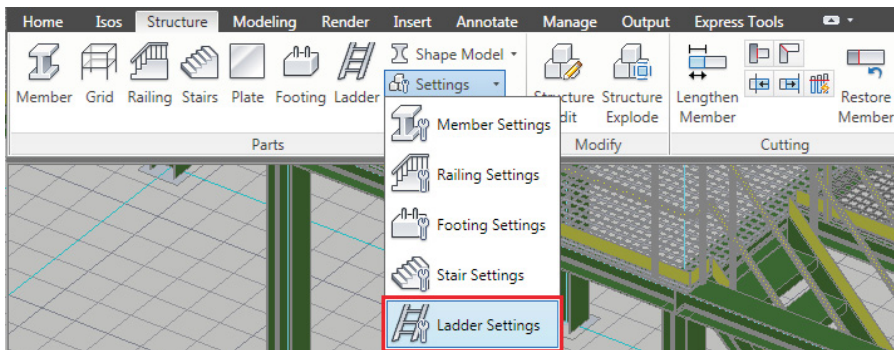 Home Isos Structure Modeling Render Insert Annotate Manage Output Express Tools
Member Grid Railing Stairs Plate Footing Ladder
Shape Model
Settings
Structure Explode
Lengthen Member
Restore Member
Parts
Modify
Cutting
Member Settings
Railing Settings
Footing Settings
Stair Settings
Ladder Settings